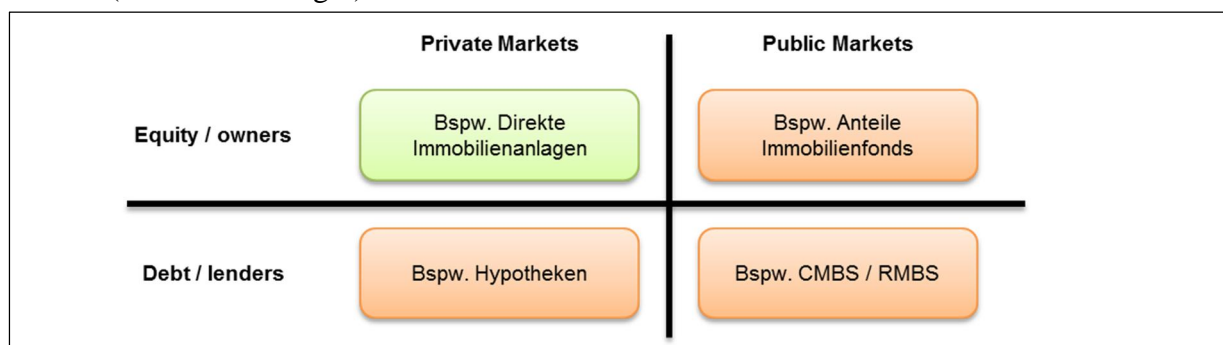 Private Markets Public Markets
Equity / owners
Bspw. Direkte
Immobilienanlagen
Bspw. Anteile
Immobilienfonds
Debt / lenders
Bspw. Hypotheken
Bspw. CMBS / RMBS